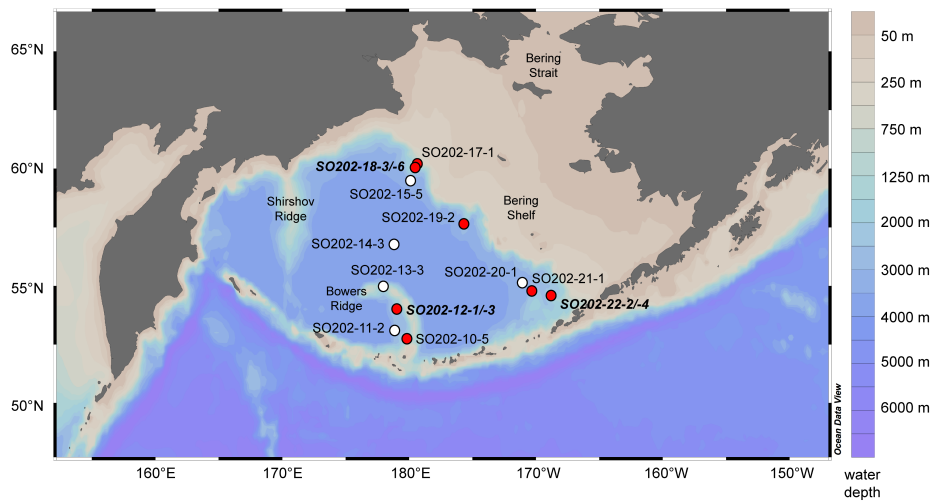 65°N
60°N
55°N
50°N
160°E
170°E
180°E
170°W
160°W
150°W
Bering
Strait
SO202-17-1
SO202-18-3/-6
SO202-15-5
Shirshov
Ridge
Bering
Shelf
SO202-19-2
SO202-14-3
SO202-13-3
SO202-20-1
SO202-21-1
Bowers
Ridge
SO202-22-2/-4
SO202-12-1/-3
SO202-11-2
SO202-10-5
Ocean Data View
50 m
250 m
750 m
1250 m
2000 m
3000 m
4000 m
5000 m
6000 m
water
depth